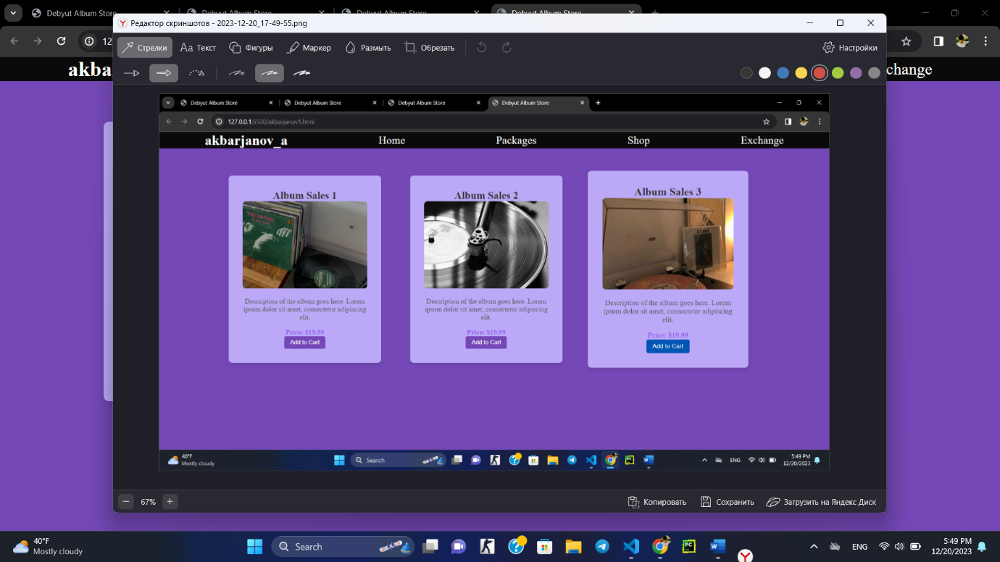 Debyut Album Store
Debyut Album Store
Debyut Album Store
Debyut Album Store
Редактор скриншотов - 2023-12-20_17-49-55.png
Стрелки
Текст
Фигуры
Маркер
Размыть
Обрезать
Настройки
Debyut Album Store
Debyut Album Store
Debyut Album Store
Debyut Album Store
127.0.0.1:5500/akbarjanov1.html
akbarjanov_a Home Packages Shop Exchange
Album Sales 1
THE SMITHS
Description of the album goes here. Lorem
ipsum dolor sit amet, consectetur adipiscing
elit.
Price: $19.99
Add to Cart
Album Sales 2
Description of the album goes here. Lorem
ipsum dolor sit amet, consectetur adipiscing
elit.
Price: $19.99
Add to Cart
Album Sales 3
Description of the album goes here. Lorem
ipsum dolor sit amet, consectetur adipiscing
elit.
Price: $19.99
Add to Cart
40°F
Mostly cloudy
Search
ENG
5:49 PM
12/20/2023
67%
Копировать
Сохранить
Загрузить на Яндекс Диск
40°F
Mostly cloudy
Search
ENG
5:49 PM
12/20/2023